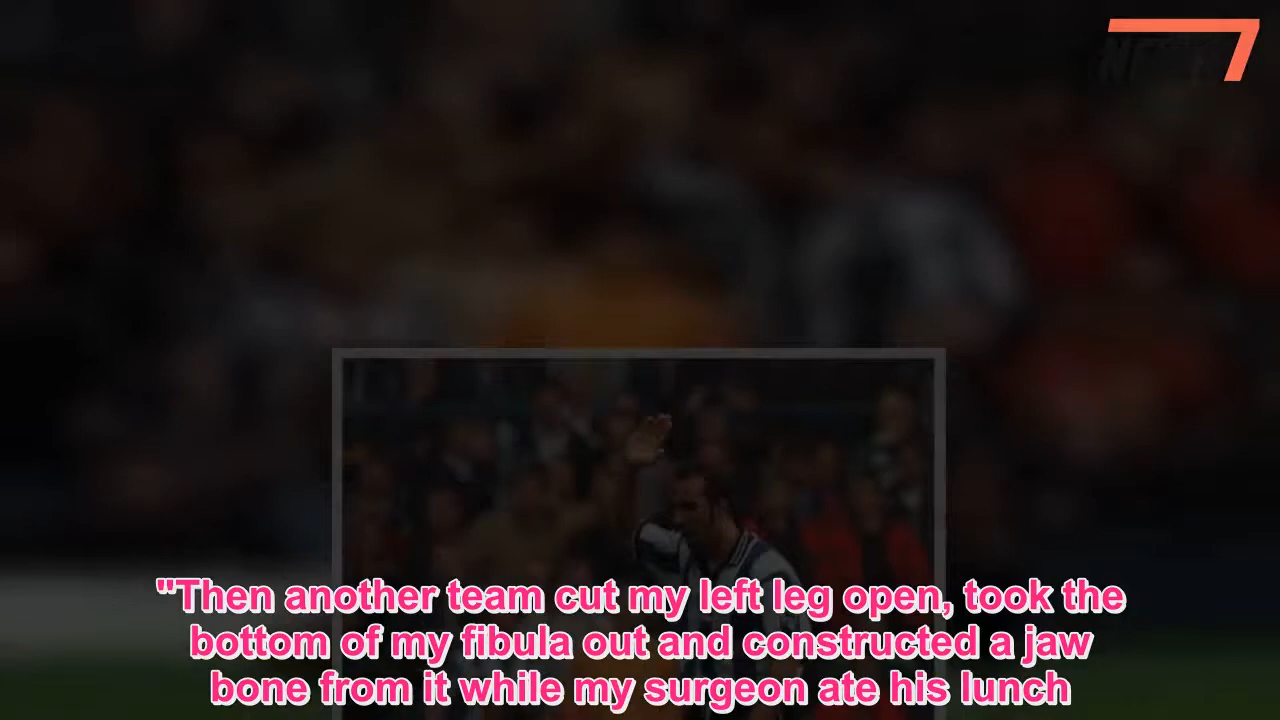 "Then another team cut my left leg open, took the
bottom of my fibula out and constructed a jaw
bone from it while my surgeon ate his lunch